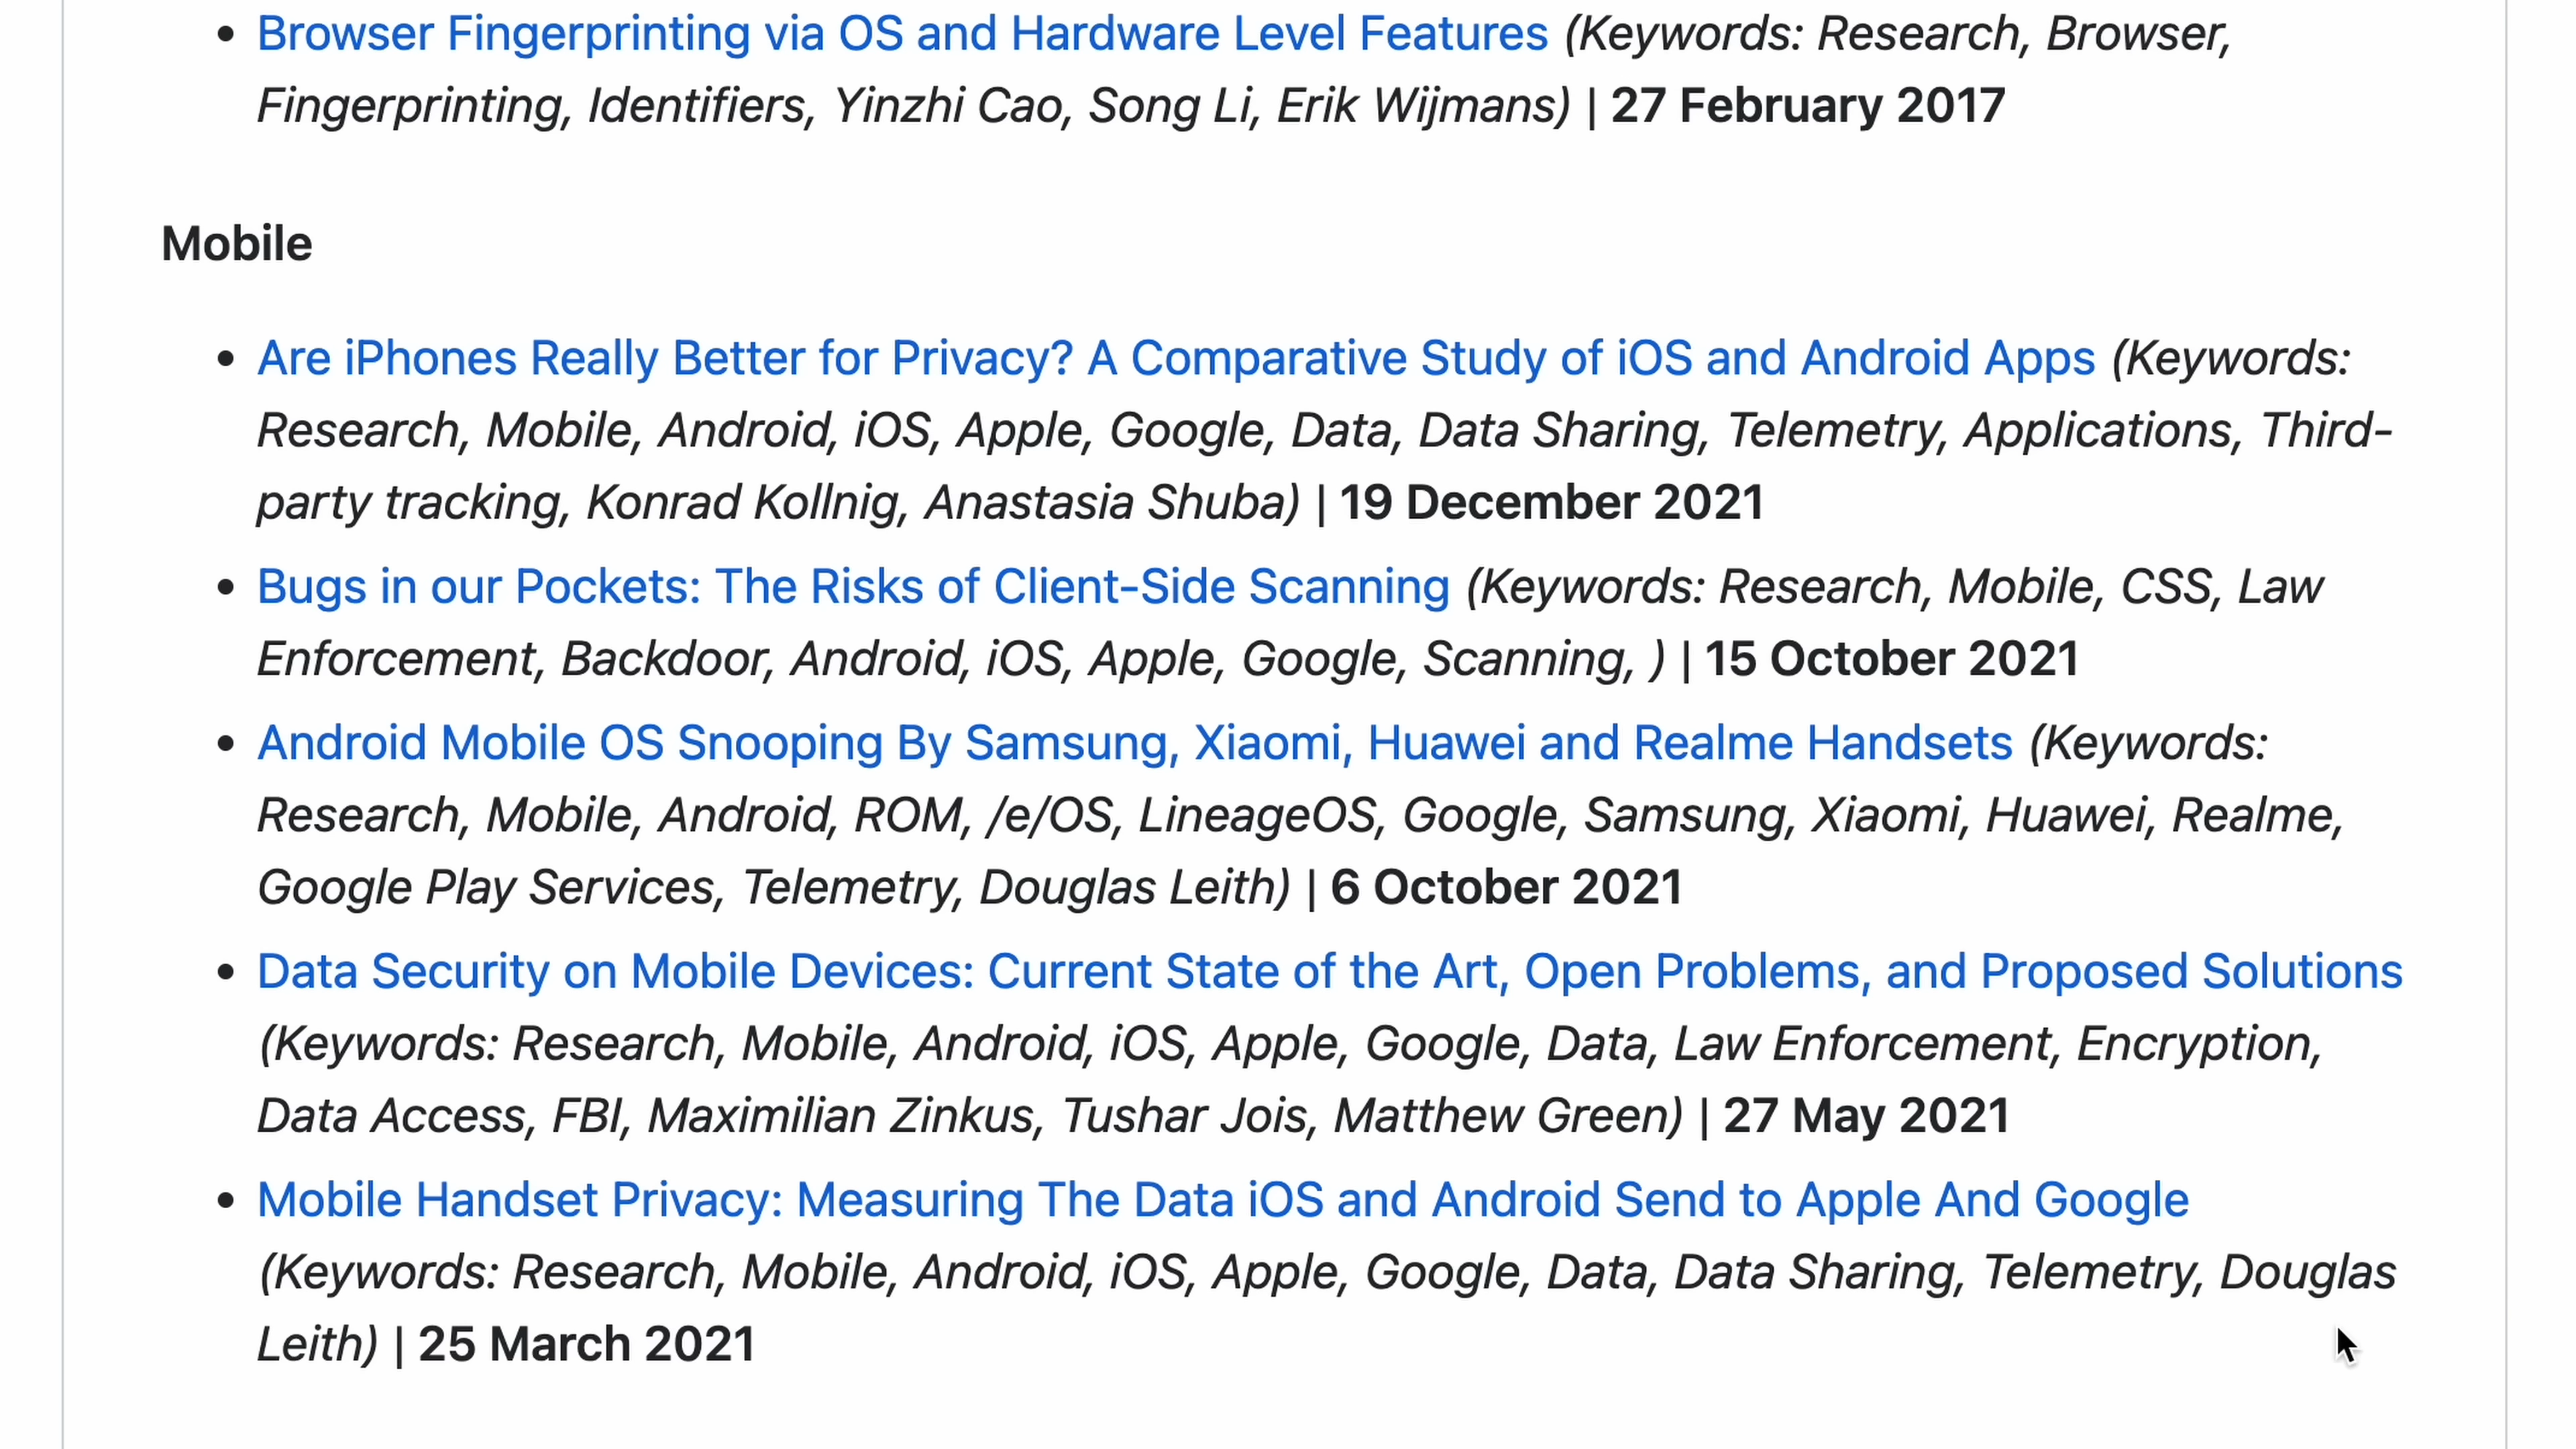 • Browser Fingerprinting via OS and Hardware Level Features (Keywords: Research, Browser,
Fingerprinting, Identifiers, Yinzhi Cao, Song Li, Erik Wijmans) | 27 February 2017
Mobile
• Are iPhones Really Better for Privacy? A Comparative Study of iOS and Android Apps (Keywords:
Research, Mobile, Android, iOS, Apple, Google, Data, Data Sharing, Telemetry, Applications, Third-
party tracking, Konrad Kollnig, Anastasia Shuba) | 19 December 2021
• Bugs in our Pockets: The Risks of Client-Side Scanning (Keywords: Research, Mobile, CSS, Law
Enforcement, Backdoor, Android, iOS, Apple, Google, Scanning, ) | 15 October 2021
• Android Mobile OS Snooping By Samsung, Xiaomi, Huawei and Realme Handsets (Keywords:
Research, Mobile, Android, ROM, /e/OS, LineageOS, Google, Samsung, Xiaomi, Huawei, Realme,
Google Play Services, Telemetry, Douglas Leith) | 6 October 2021
• Data Security on Mobile Devices: Current State of the Art, Open Problems, and Proposed Solutions
(Keywords: Research, Mobile, Android, iOS, Apple, Google, Data, Law Enforcement, Encryption,
Data Access, FBI, Maximilian Zinkus, Tushar Jois, Matthew Green) | 27 May 2021
• Mobile Handset Privacy: Measuring The Data iOS and Android Send to Apple And Google
(Keywords: Research, Mobile, Android, iOS, Apple, Google, Data, Data Sharing, Telemetry, Douglas
Leith) | 25 March 2021